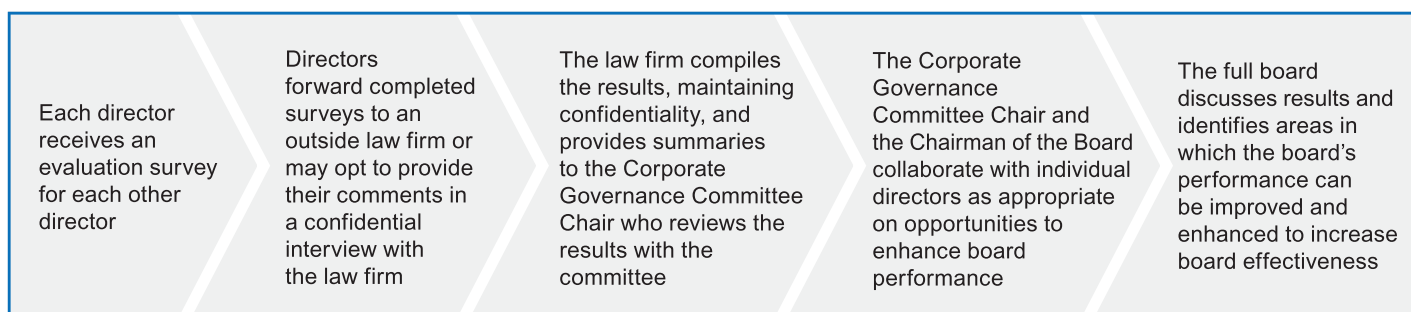 Each director
receives an
evaluation survey
for each other
director
Directors
forward completed
surveys to an
outside law firm or
may opt to provide
their comments in
a confidential
interview with
the law firm
The law firm compiles
the results, maintaining
confidentiality, and
provides summaries
to the Corporate
Governance Committee
Chair who reviews the
results with the
committee
The Corporate
Governance
Committee Chair and
the Chairman of the Board
collaborate with individual
directors as appropriate
on opportunities to
enhance board
performance
The full board
discusses results and
identifies areas in
which the board’s
performance can
be improved and
enhanced to increase
board effectiveness